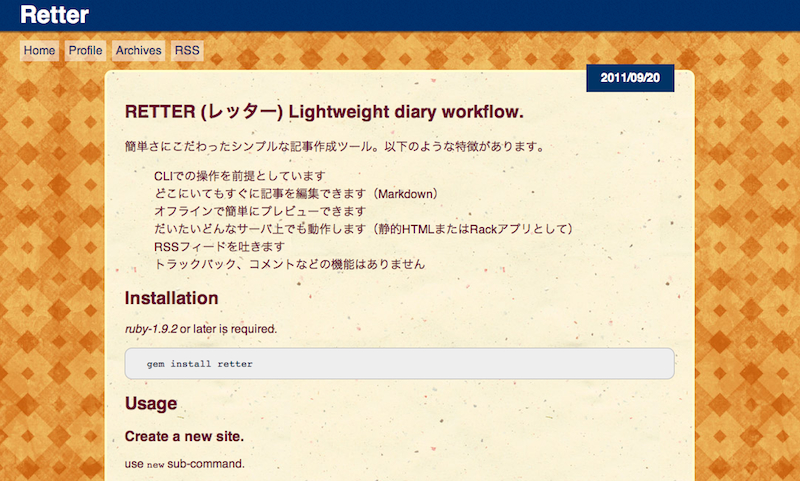 Retter
Home Profile Archives RSS
2011/09/20
RETTER (レッター) Lightweight diary workflow.
簡単さにこだわったシンプルな記事作成ツール。以下のような特徴があります。
CLIでの操作を前提としています
どこにいてもすぐに記事を編集できます（Markdown）
オフラインで簡単にプレビューできます
だいたいどんなサーバ上でも動作します（静的HTMLまたはRackアプリとして）
RSSフィードを吐きます
トラックバック、コメントなどの機能はありません
Installation
ruby-1.9.2 or later is required.
gem install retter
Usage
Create a new site.
use new sub-command.